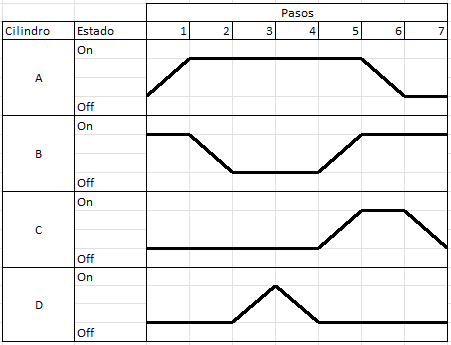 Pasos
Cilindro Estado 1 2 3 4 5 6 7
On
A
Off
On
B
Off
On
C
Off
On
D
Off